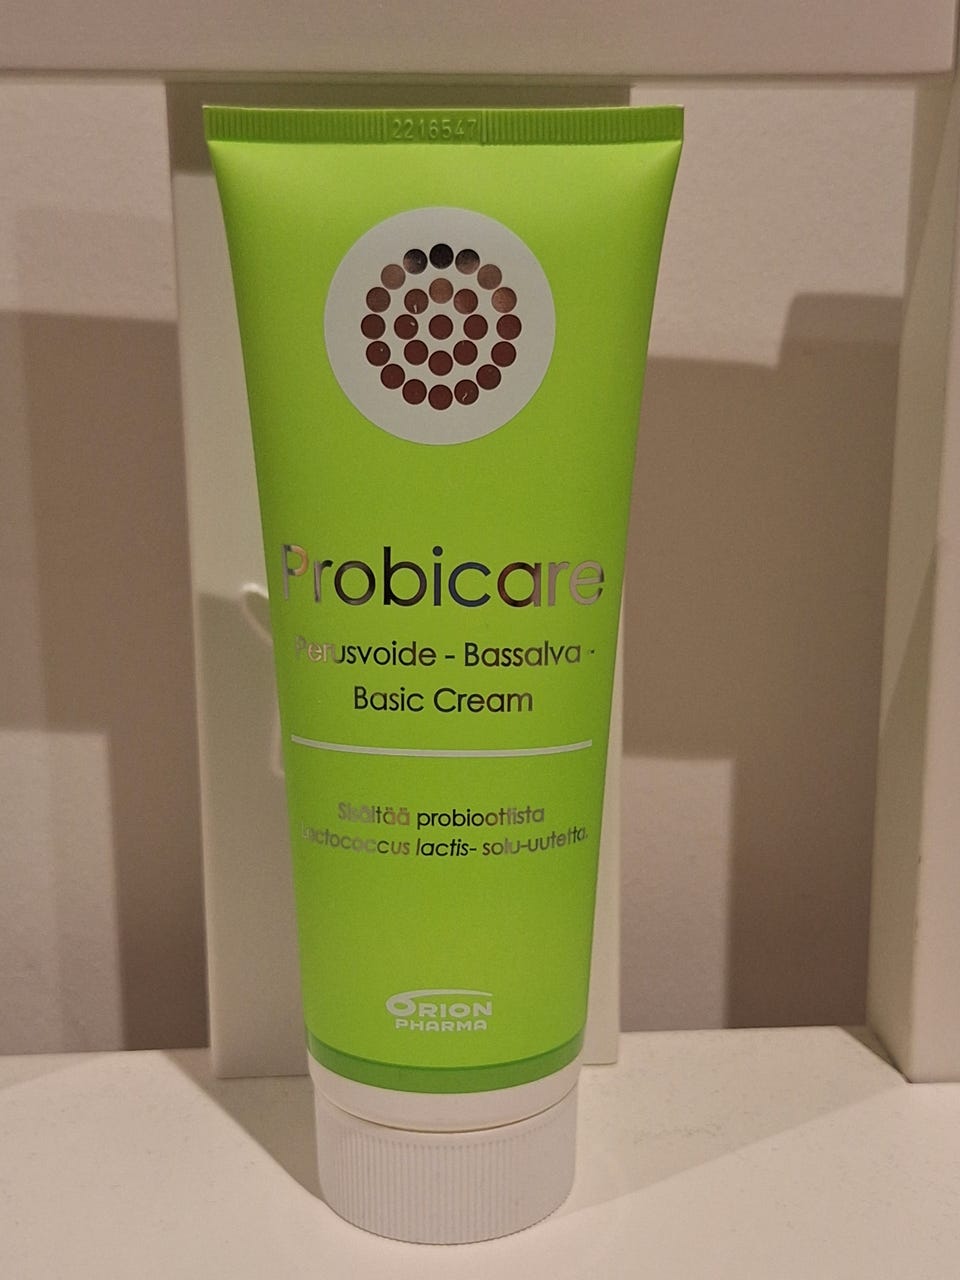 2216547
Probicare
Perusvoide - Bassalva -
Basic Cream
Sisältää probioottista
Lactococcus lactis- solu-uutetta.
ORION
PHARMA